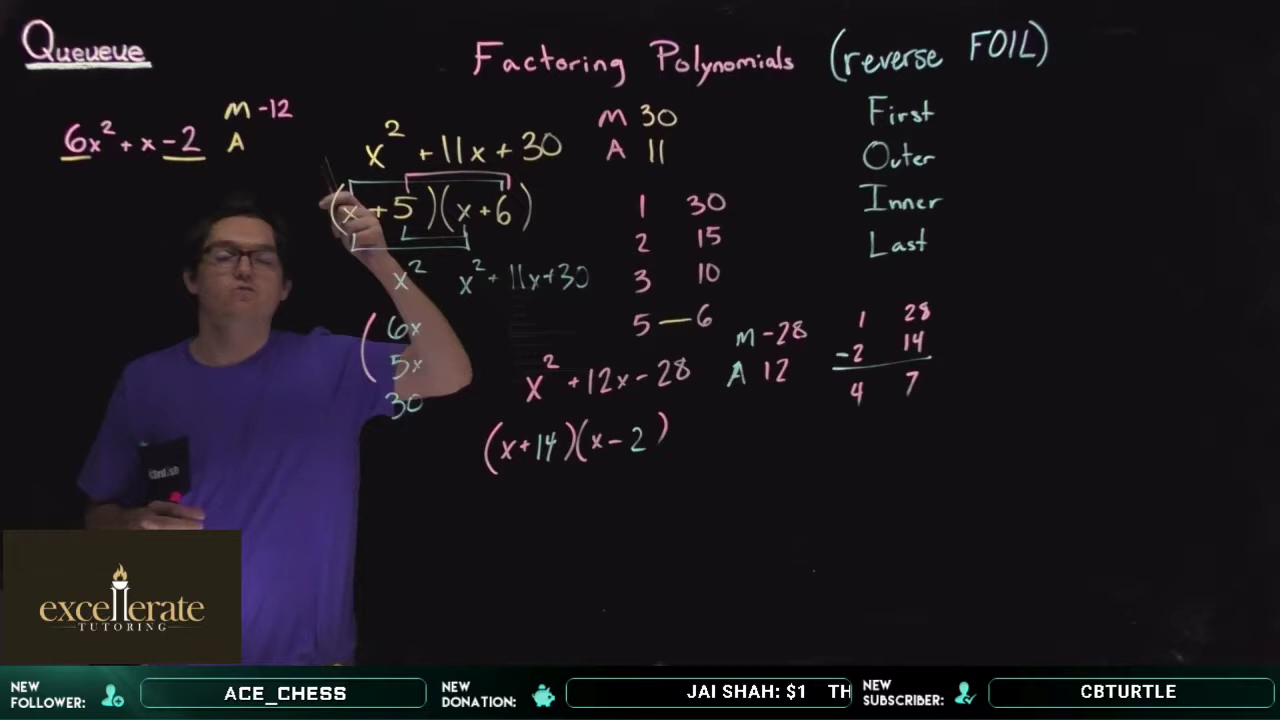 Queueue
Factoring Polynomials (reverse FOIL)
First
Outer
Inner
Last
6x² + x - 2
M -12
A
x² + 11x + 30
M 30
A 11
(x + 5)(x + 6)
x² x² + 11x + 30
6x
5x
30
1 30
2 15
3 10
5 — 6
x² + 12x - 28
M -28
A 12
1 28
-2 14
4 7
(x + 14)(x - 2)
excellerate
TUTORING
NEW FOLLOWER:
ACE_CHESS
NEW DONATION:
JAI SHAH: $1 TH
NEW SUBSCRIBER:
CBTURTLE